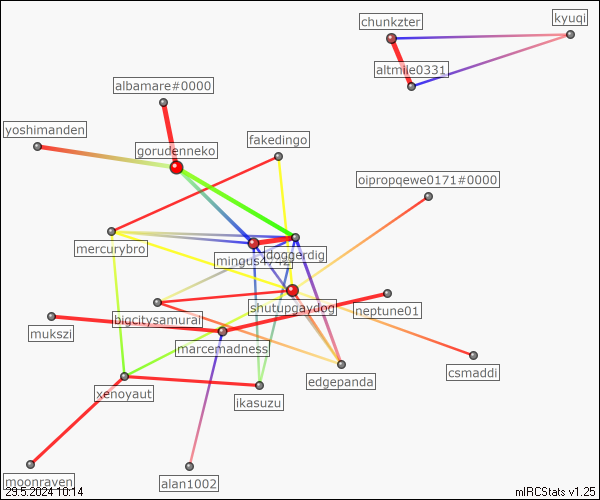 kyuqi
chunkzter
altmile0331
albamare#0000
yoshimanden
fakedingo
gorudenneko
oipropqewe0171#0000
mercurybro
doggerdig
shutupgaydog
neptune01
bigcitysamurai
mukszi
marcemadness
csmaddi
edgepanda
xenoyaut
ikasuzu
moonraven
alan1002
29.5.2024 10:14
mIRCStats v1.25